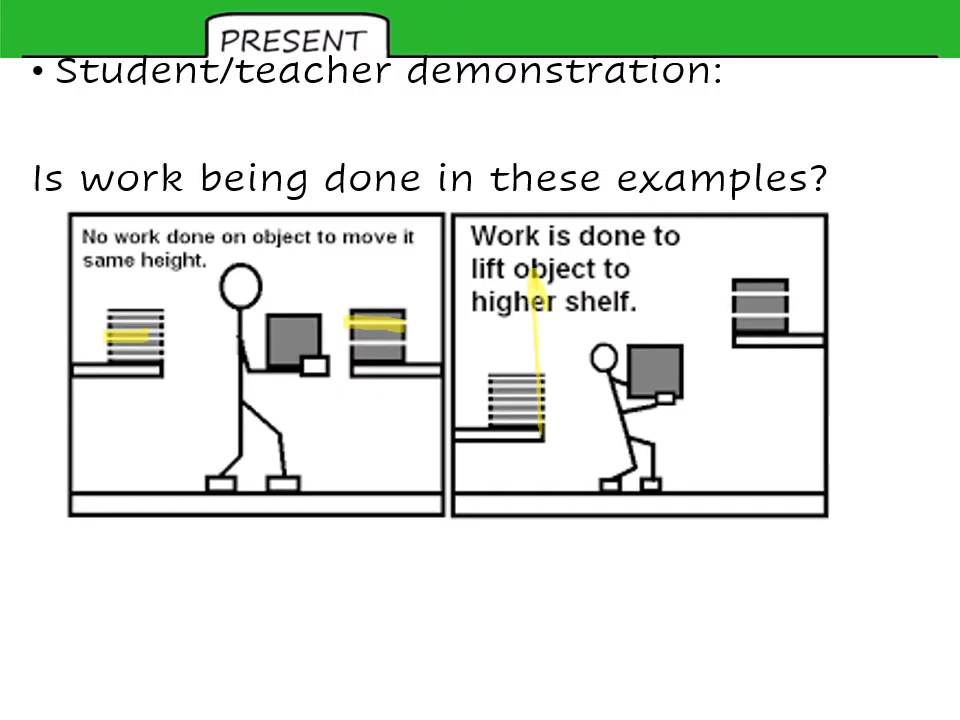 PRESENT
• Student/teacher demonstration:
Is work being done in these examples?
No work done on object to move it
same height.
Work is done to
lift object to
higher shelf.